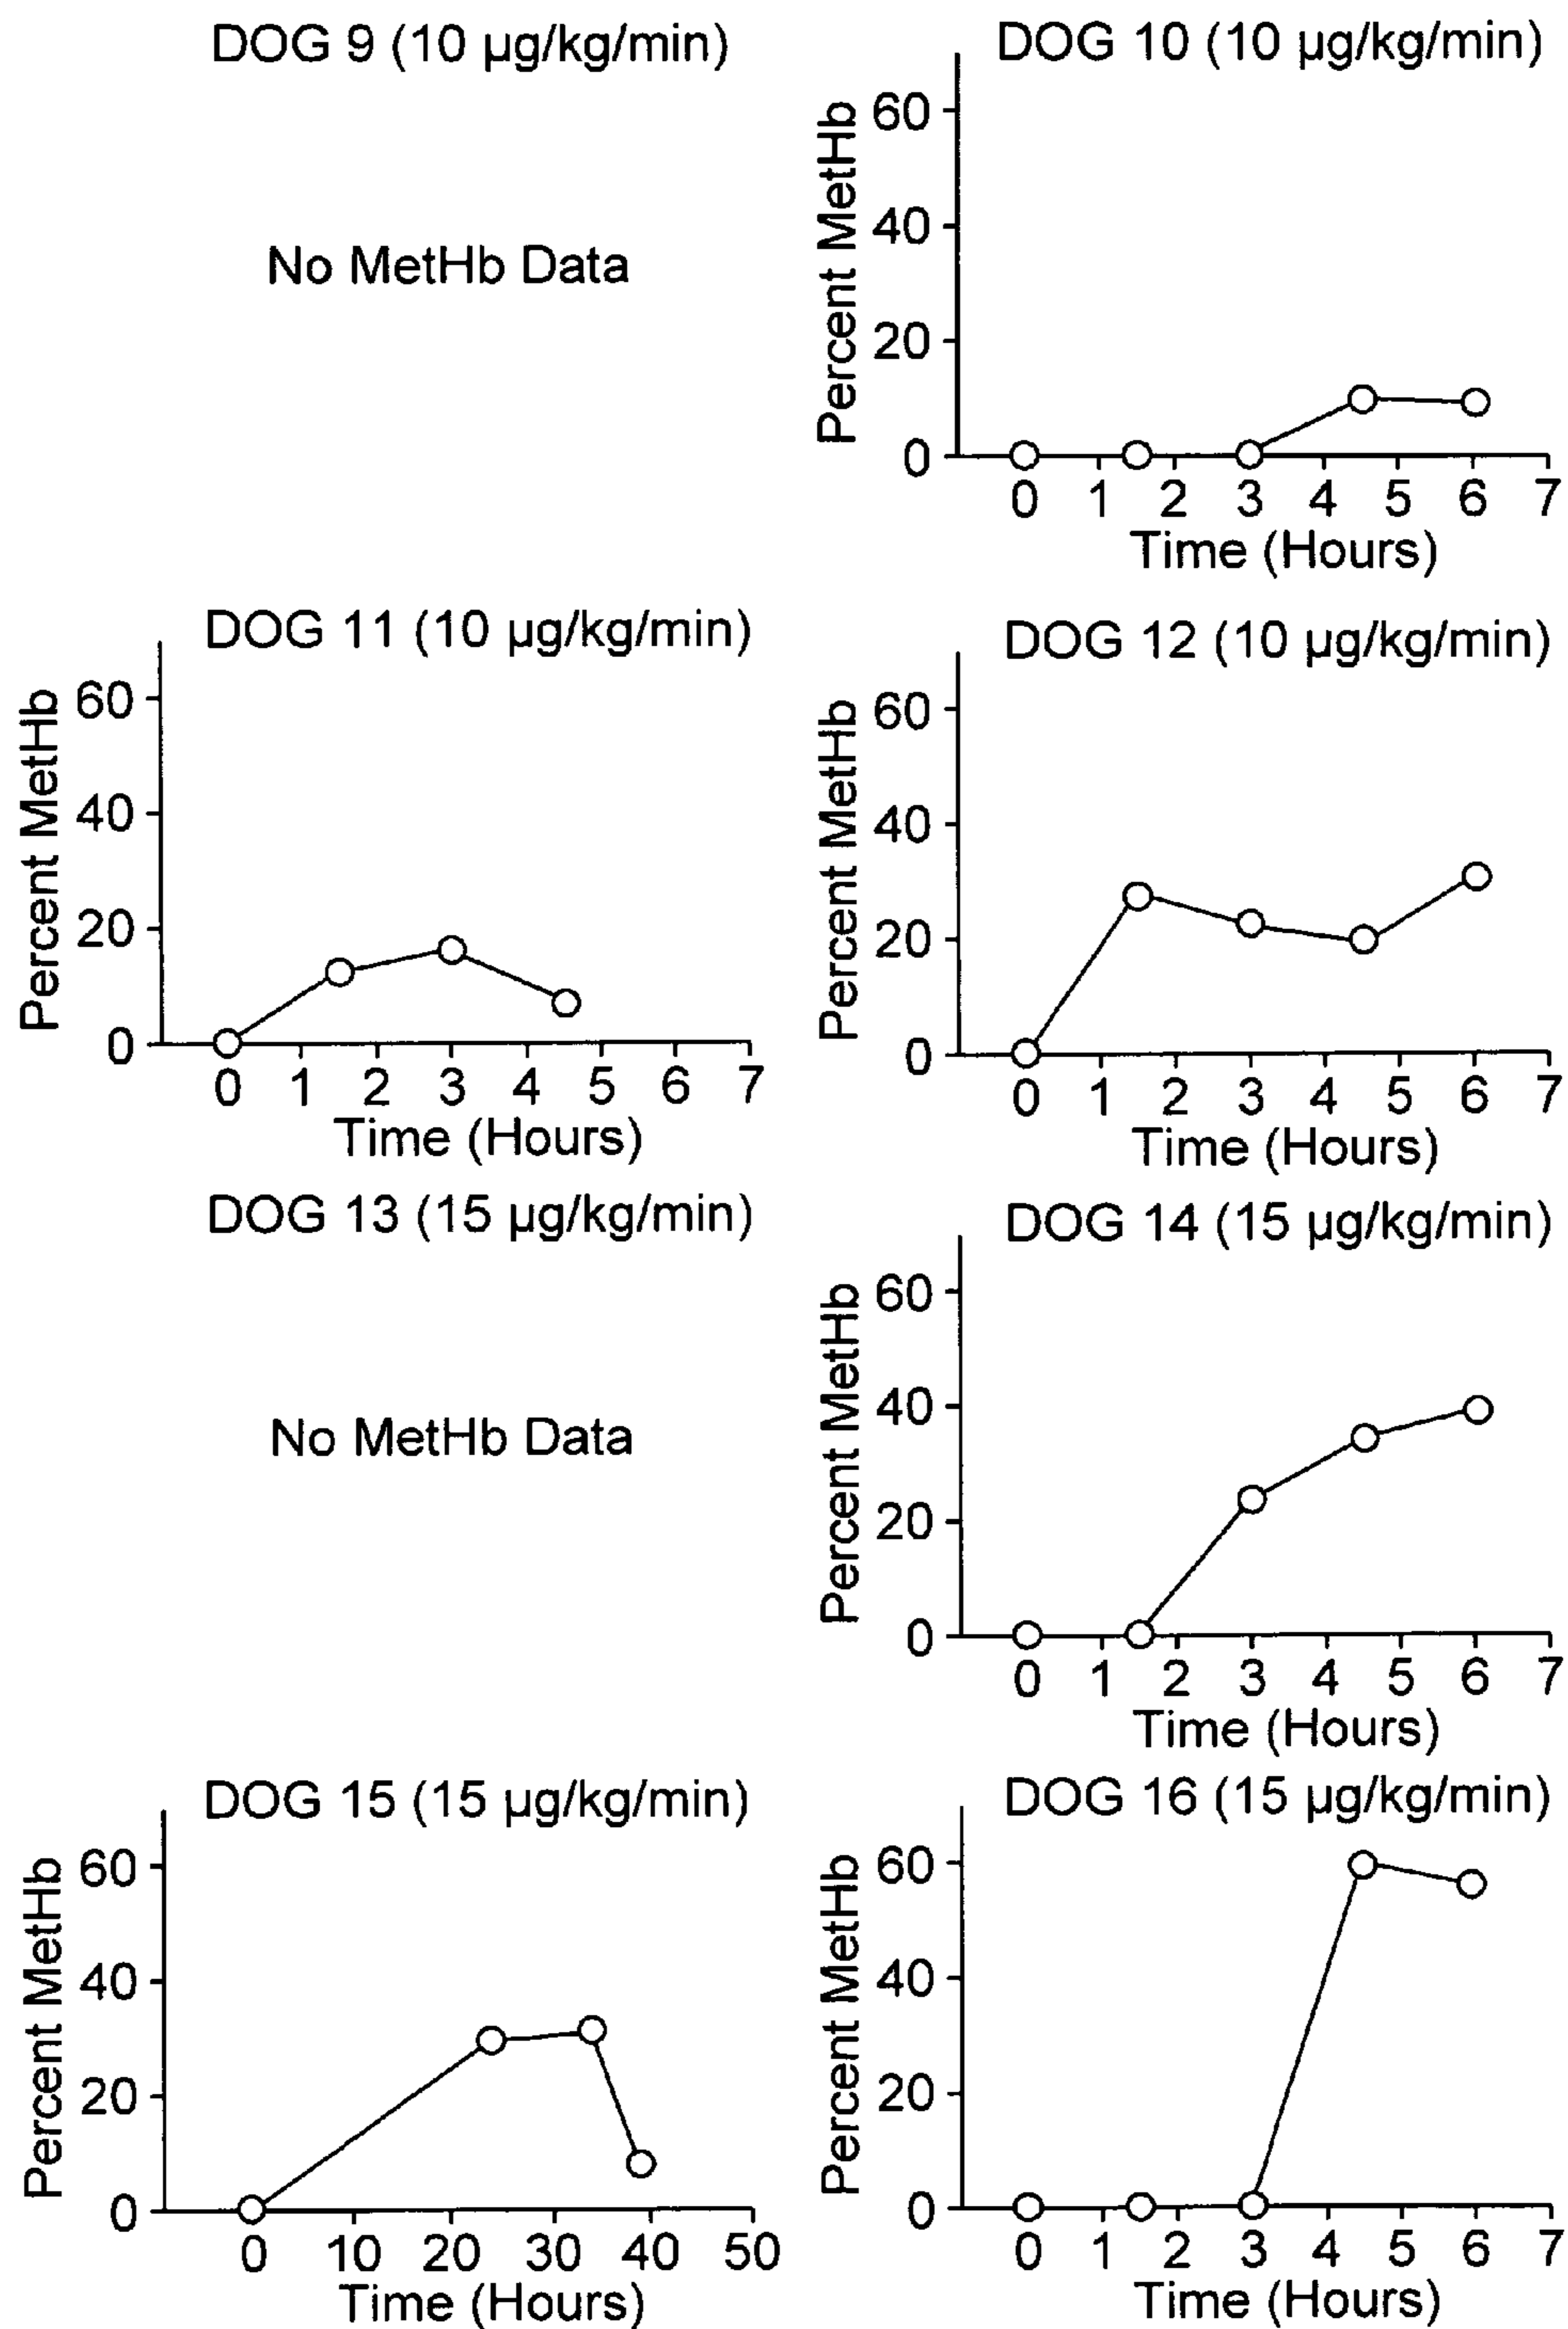 DOG 9 (10 µg/kg/min)
No MetHb Data
DOG 10 (10 µg/kg/min)
Percent MetHb
60
40
20
0
0 1 2 3 4 5 6 7
Time (Hours)
DOG 11 (10 µg/kg/min)
Percent MetHb
60
40
20
0
0 1 2 3 4 5 6 7
Time (Hours)
DOG 12 (10 µg/kg/min)
Percent MetHb
60
40
20
0
0 1 2 3 4 5 6 7
Time (Hours)
DOG 13 (15 µg/kg/min)
No MetHb Data
DOG 14 (15 µg/kg/min)
Percent MetHb
60
40
20
0
0 1 2 3 4 5 6 7
Time (Hours)
DOG 15 (15 µg/kg/min)
Percent MetHb
60
40
20
0
0 10 20 30 40 50
Time (Hours)
DOG 16 (15 µg/kg/min)
Percent MetHb
60
40
20
0
0 1 2 3 4 5 6 7
Time (Hours)